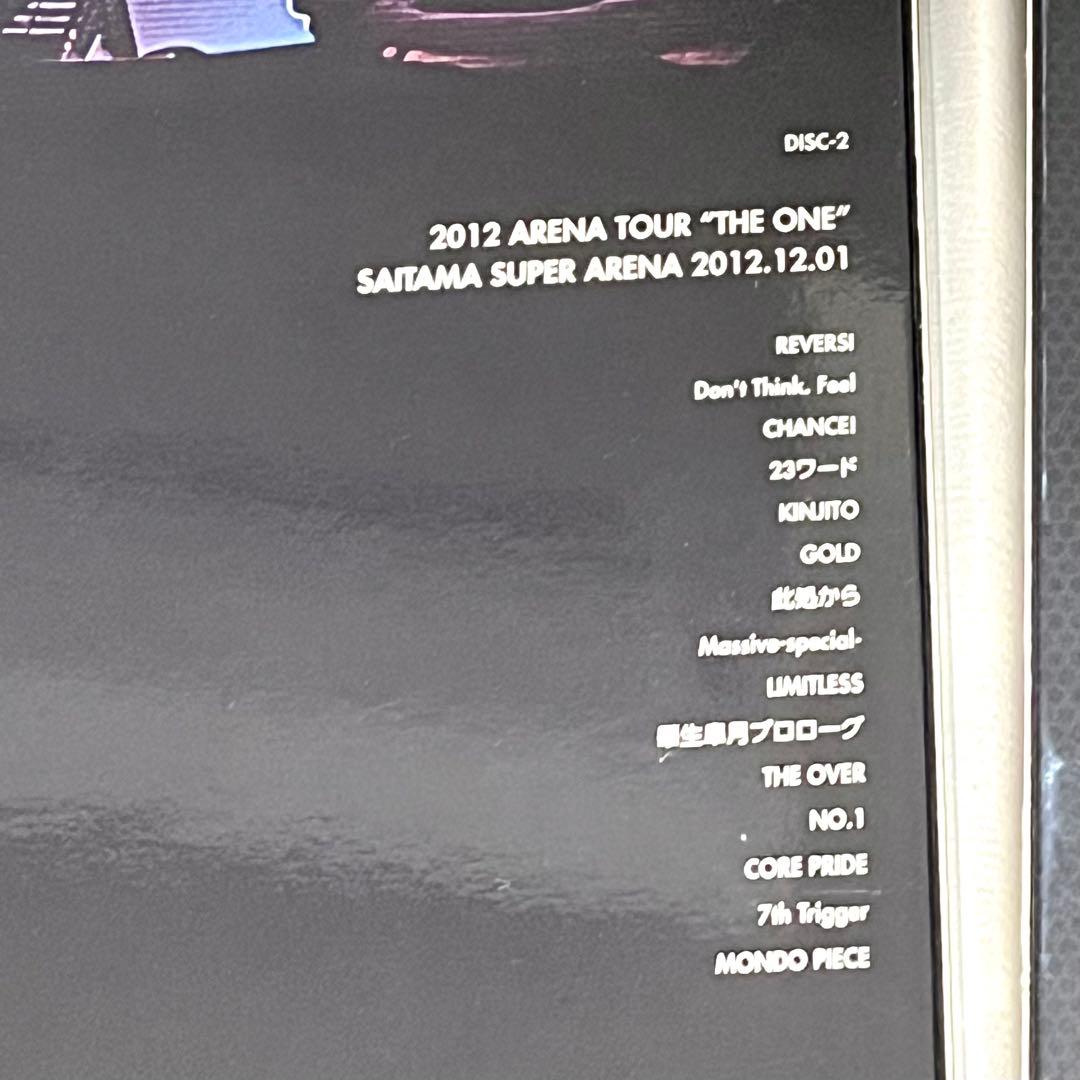 DISC-2
2012 ARENA TOUR “THE ONE”
SAITAMA SUPER ARENA 2012.12.01
REVERSI
Don't Think. Feel
CHANCE!
23ワード
KINJITO
GOLD
此処から
Massive-special-
LIMITLESS
畢生皐月プロローグ
THE OVER
NO.1
CORE PRIDE
7th Trigger
MONDO PIECE